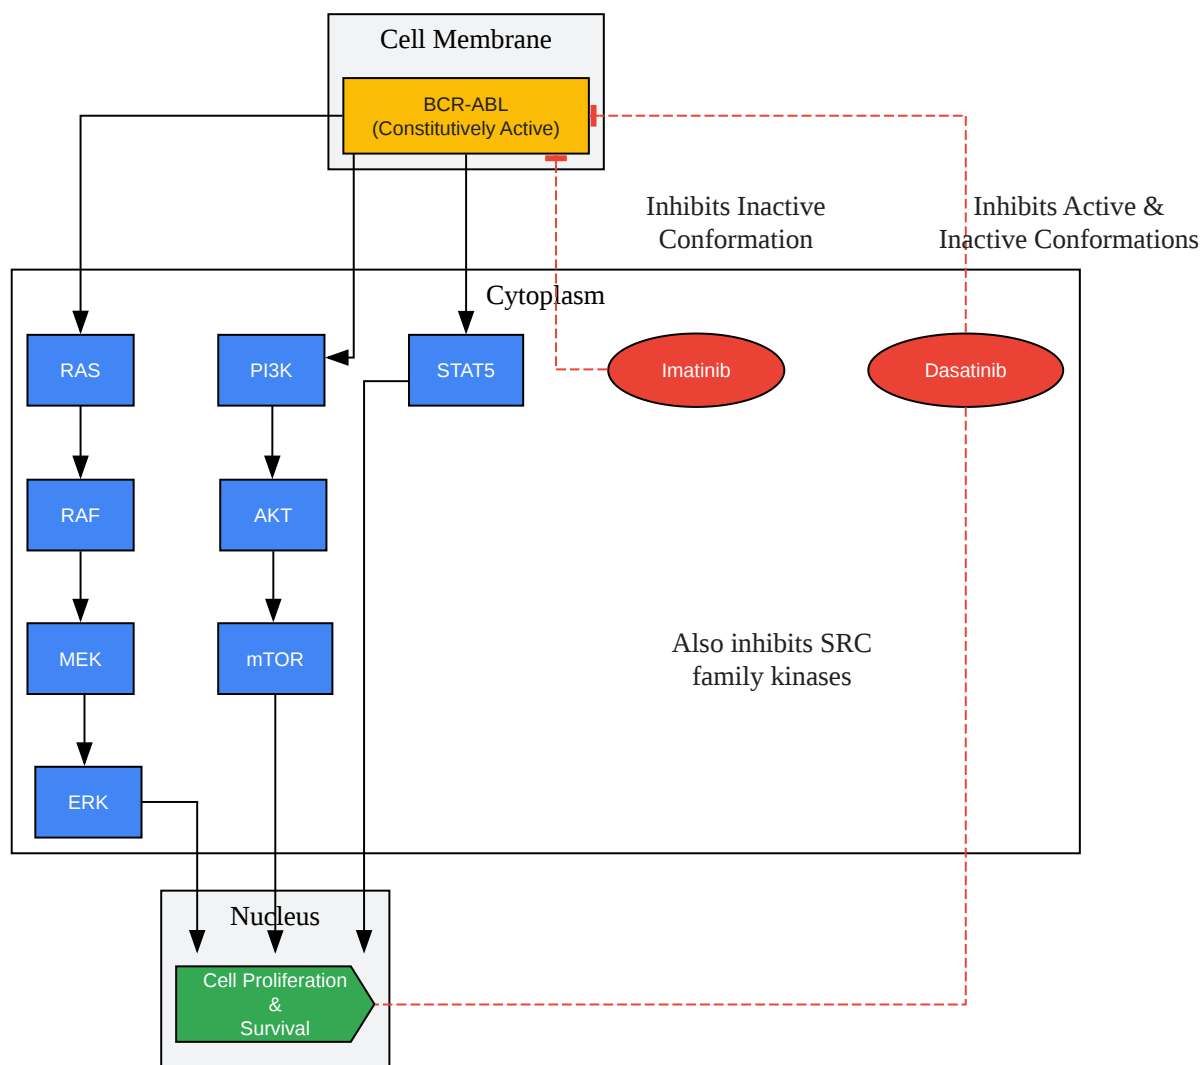 Cell Membrane
BCR-ABL
(Constitutively Active)
Inhibits Inactive
Conformation
Inhibits Active &
Inactive Conformations
Cytoplasm
RAS
PI3K
STAT5
Imatinib
Dasatinib
RAF
AKT
MEK
mTOR
Also inhibits SRC
family kinases
ERK
Nucleus
Cell Proliferation
&
Survival